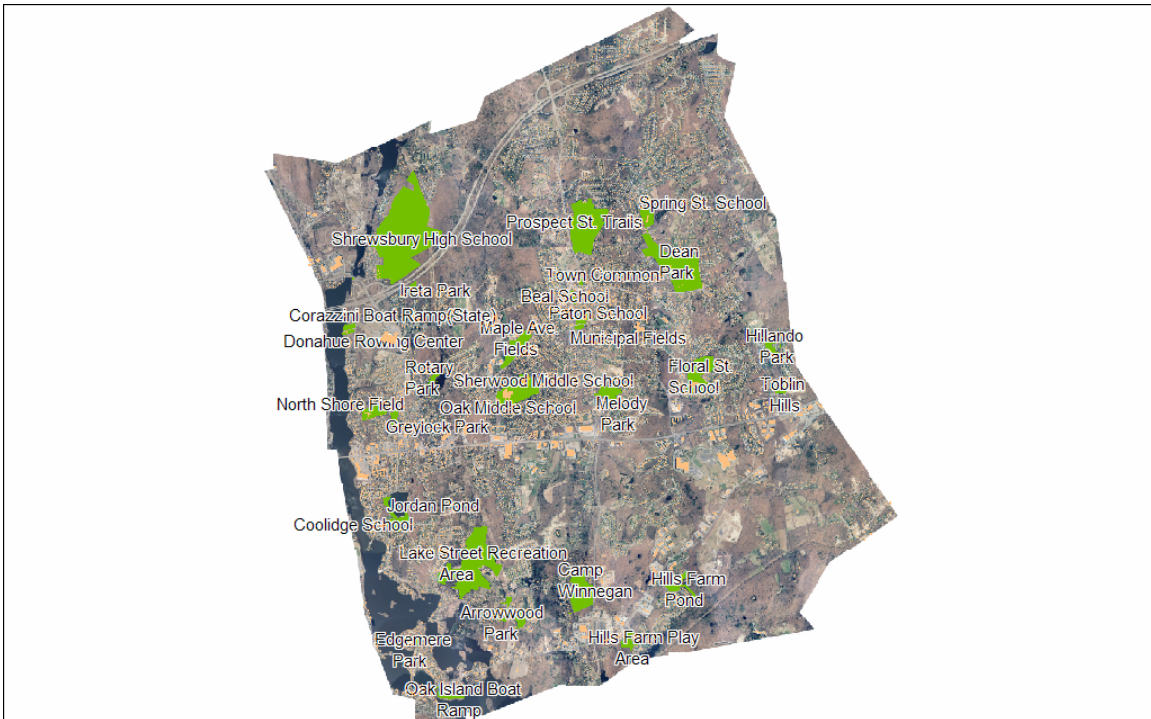 Spring St. School
Prospect St. Trails
Shrewsbury High School
Dean
Park
Town Common
Ireta Park
Beal School
Corazzini Boat Ramp(State)
Paton School
Maple Ave
Fields
Donahue Rowing Center
Municipal Fields
Hillando
Park
Rotary
Park
Floral St.
School
Sherwood Middle School
Toblin
Hills
North Shore Field
Oak Middle School
Melody
Park
Greylock Park
Jordan Pond
Coolidge School
Lake Street Recreation
Area
Camp
Winnegan
Hills Farm
Pond
Arrowwood
Park
Edgemere
Park
Hills Farm Play
Area
Oak Island Boat
Ramp